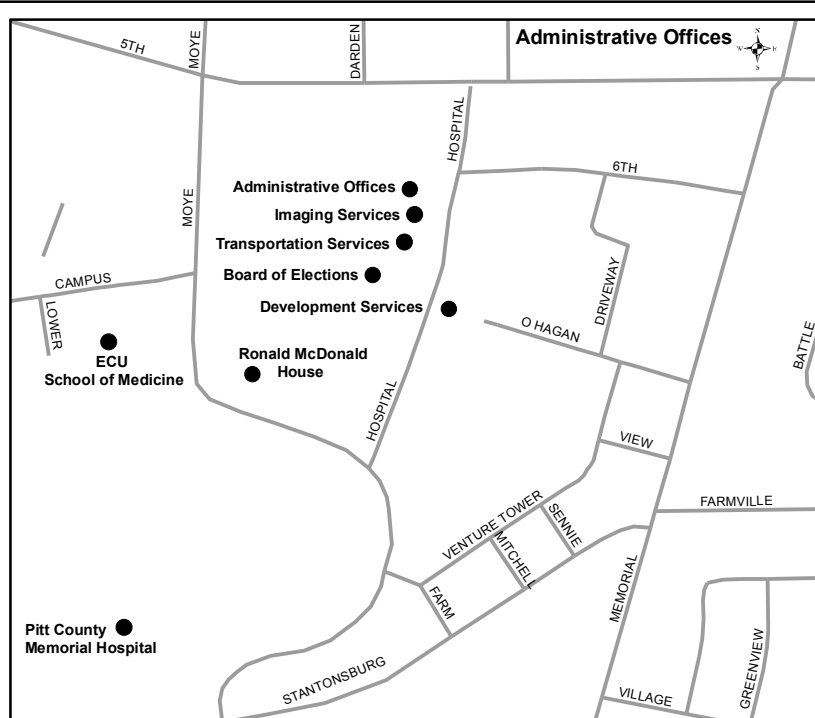 Administrative Offices
N
W E
S
5TH
MOYE
DARDEN
HOSPITAL
6TH
Administrative Offices
Imaging Services
MOYE
Transportation Services
Board of Elections
CAMPUS
Development Services
DRIVEWAY
LOWER
O HAGAN
BATTLE
ECU
School of Medicine
Ronald McDonald
House
HOSPITAL
VIEW
FARMVILLE
VENTURE TOWER
SENNIE
MITCHELL
FARM
MEMORIAL
Pitt County
Memorial Hospital
STANTONSBURG
VILLAGE
GREENVIEW